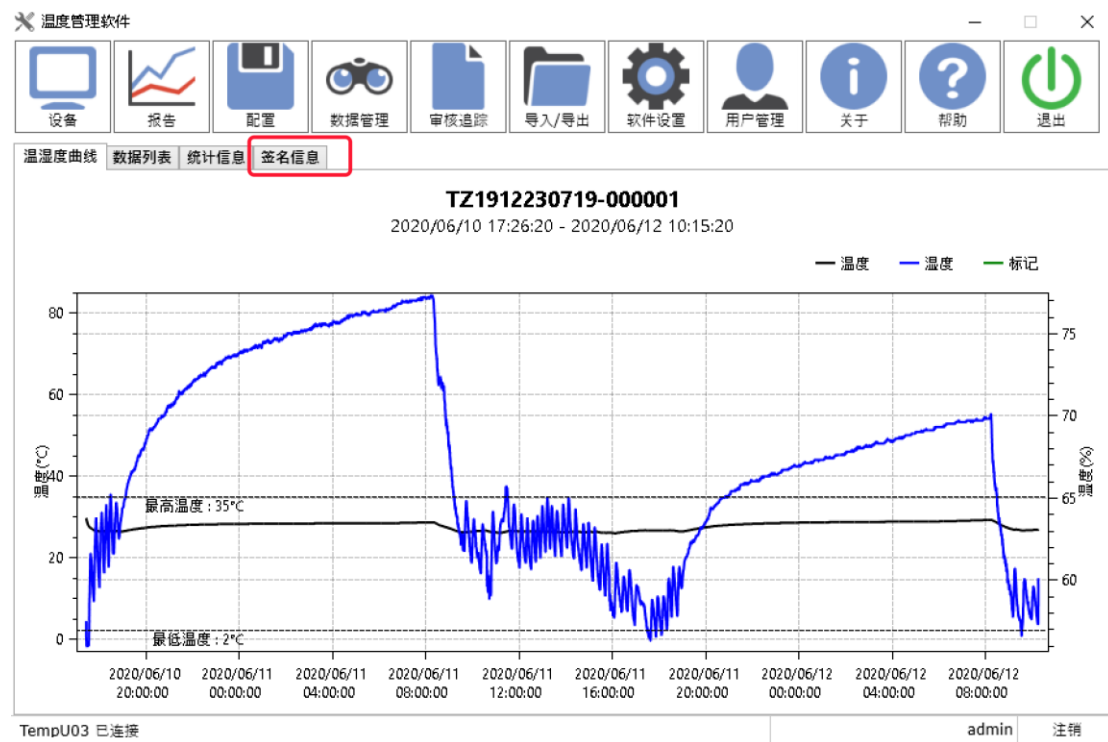 温度管理软件
设备 报告 配置 数据管理 审核追踪 导入/导出 软件设置 用户管理 关于 帮助 退出
温湿度曲线 数据列表 统计信息 签名信息
TZ1912230719-000001
2020/06/10 17:26:20 - 2020/06/12 10:15:20
温度 湿度 标记
80
75
60
70
温度(°C)
湿度(%)
40
65
最高温度 : 35°C
20
60
最低温度 : 2°C
0
2020/06/10 2020/06/11 2020/06/11 2020/06/11 2020/06/11 2020/06/11 2020/06/11 2020/06/12 2020/06/12 2020/06/12
20:00:00 00:00:00 04:00:00 08:00:00 12:00:00 16:00:00 20:00:00 00:00:00 04:00:00 08:00:00
TempU03 已连接 admin 注销